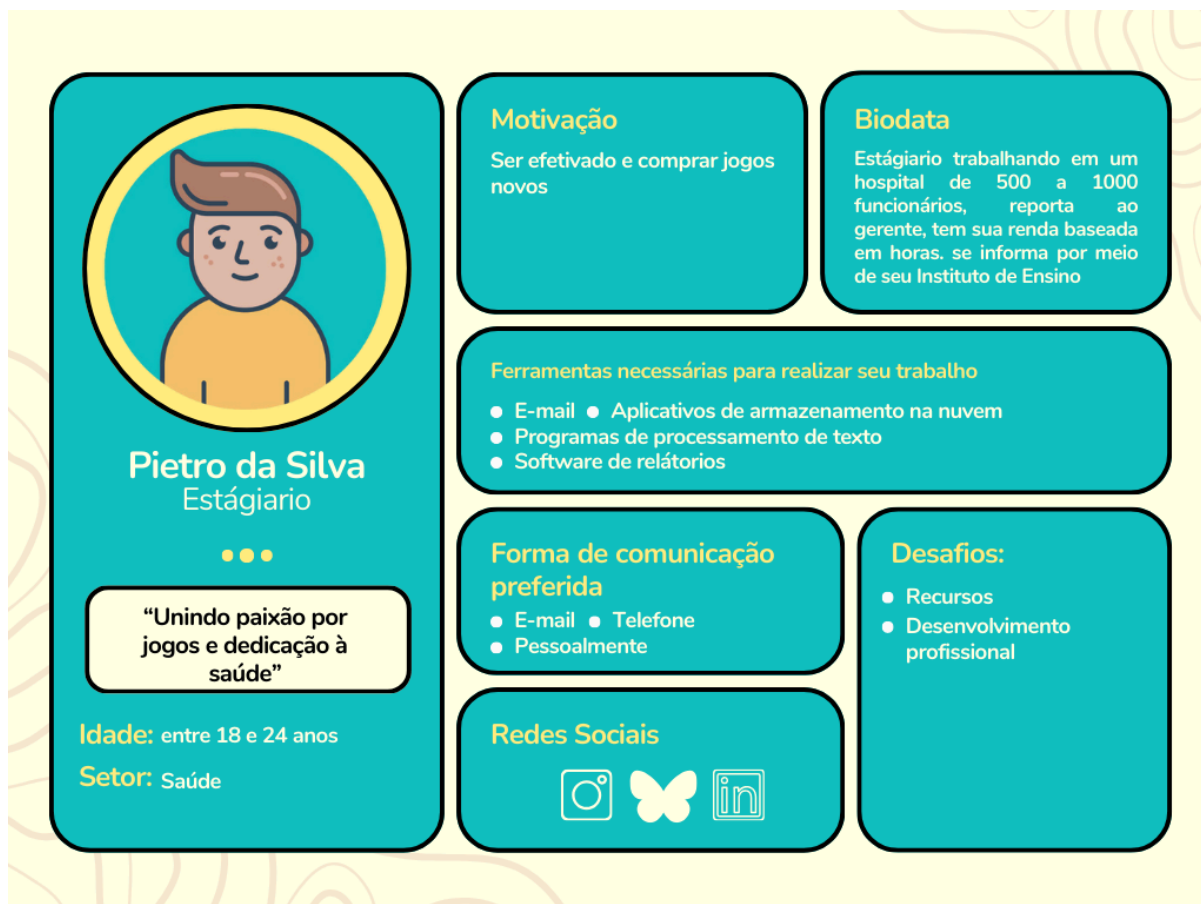 Pietro da Silva
Estágiario
“Unindo paixão por
jogos e dedicação à
saúde”
Idade: entre 18 e 24 anos
Setor: Saúde
Motivação
Ser efetivado e comprar jogos
novos
Biodata
Estágiario trabalhando em um
hospital de 500 a 1000
funcionários, reporta ao
gerente, tem sua renda baseada
em horas. se informa por meio
de seu Instituto de Ensino
Ferramentas necessárias para realizar seu trabalho
● E-mail ● Aplicativos de armazenamento na nuvem
● Programas de processamento de texto
● Software de relátorios
Forma de comunicação
preferida
● E-mail ● Telefone
● Pessoalmente
Desafios:
● Recursos
● Desenvolvimento
profissional
Redes Sociais
in